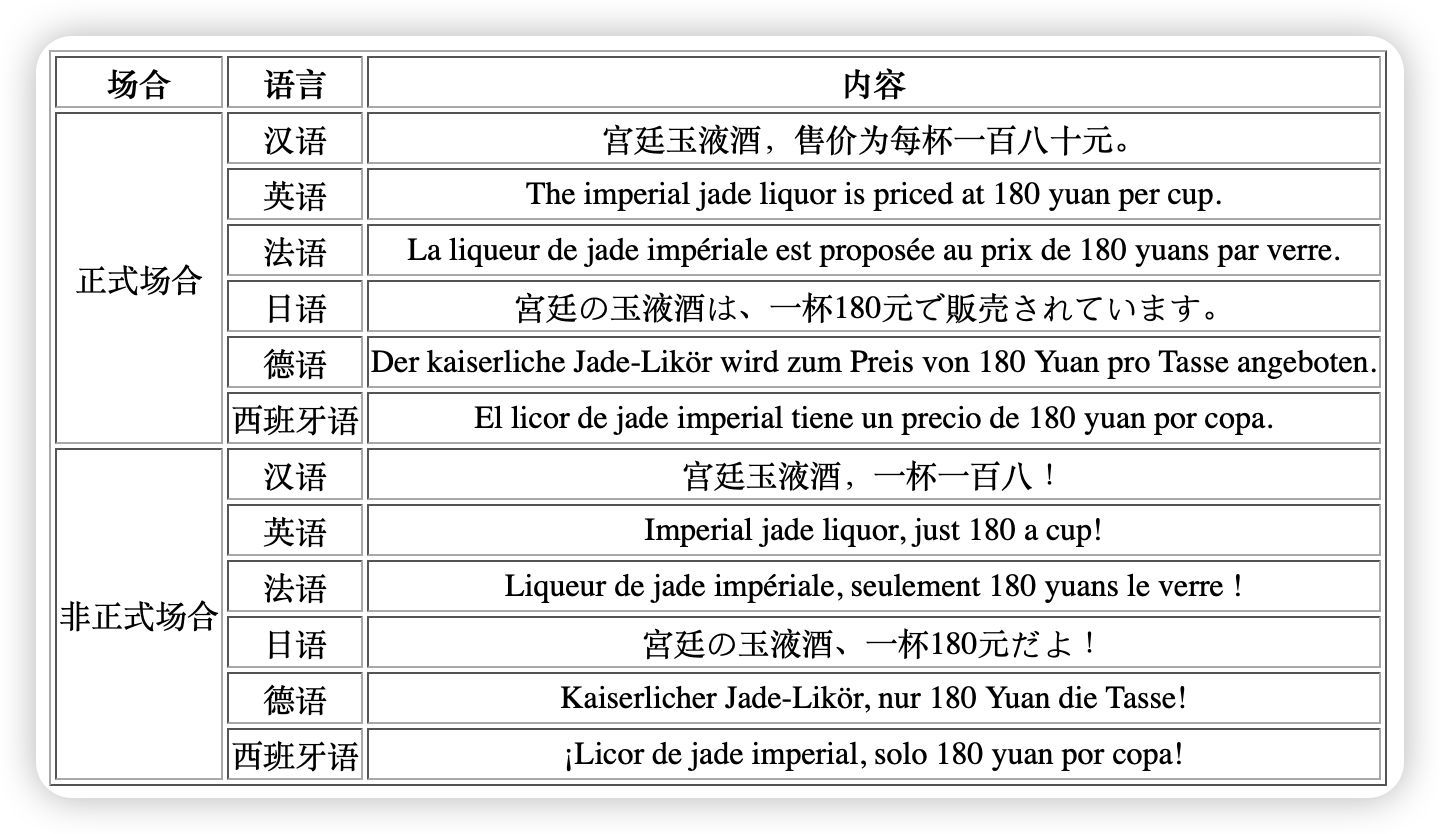 场合 语言 内容
正式场合 汉语 宫廷玉液酒，售价为每杯一百八十元。
英语 The imperial jade liquor is priced at 180 yuan per cup.
法语 La liqueur de jade impériale est proposée au prix de 180 yuans par verre.
日语 宮廷の玉液酒は、一杯180元で販売されています。
德语 Der kaiserliche Jade-Likör wird zum Preis von 180 Yuan pro Tasse angeboten.
西班牙语 El licor de jade imperial tiene un precio de 180 yuan por copa.
非正式场合 汉语 宫廷玉液酒，一杯一百八！
英语 Imperial jade liquor, just 180 a cup!
法语 Liqueur de jade impériale, seulement 180 yuans le verre !
日语 宮廷の玉液酒、一杯180元だよ！
德语 Kaiserlicher Jade-Likör, nur 180 Yuan die Tasse!
西班牙语 ¡Licor de jade imperial, solo 180 yuan por copa!